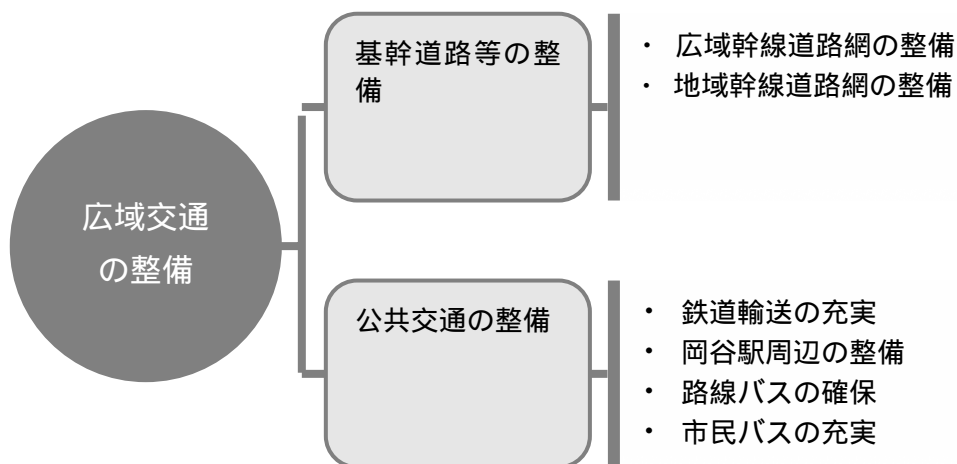 広域交通
の整備
基幹道路等の整
備
・ 広域幹線道路網の整備
・ 地域幹線道路網の整備
公共交通の整備
・ 鉄道輸送の充実
・ 岡谷駅周辺の整備
・ 路線バスの確保
・ 市民バスの充実